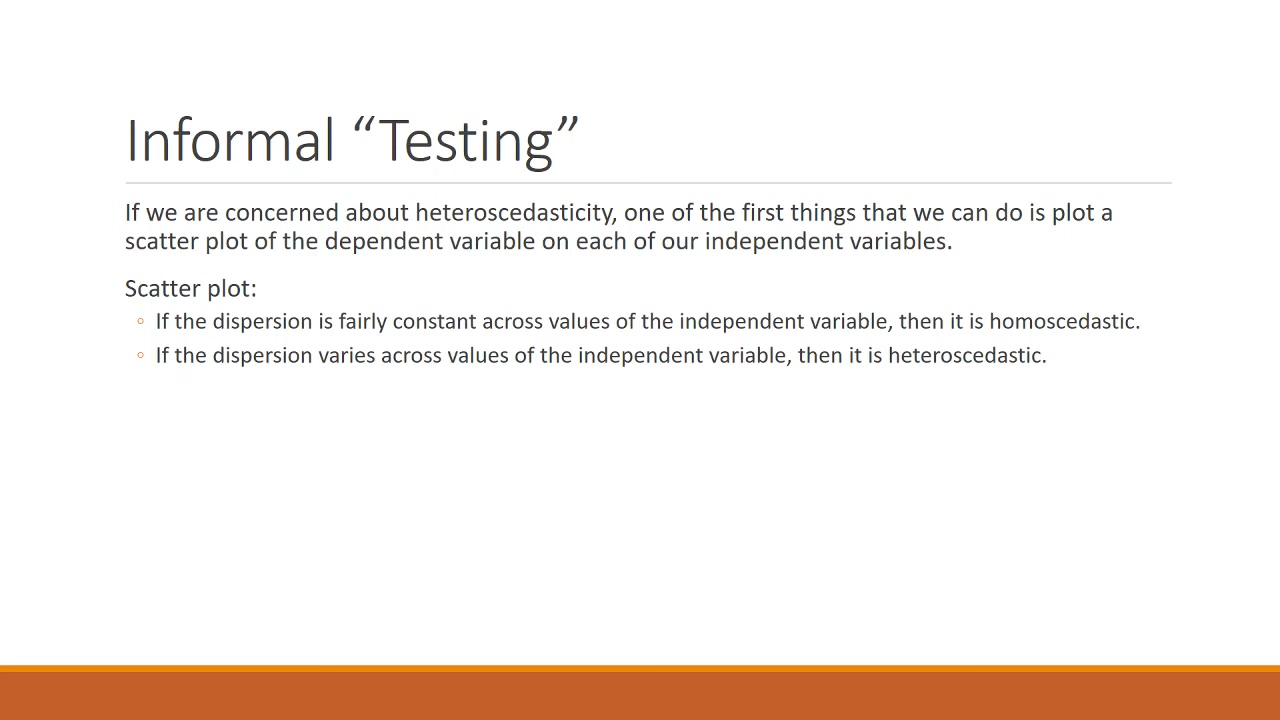 Informal “Testing”
If we are concerned about heteroscedasticity, one of the first things that we can do is plot a
scatter plot of the dependent variable on each of our independent variables.
Scatter plot:
◦ If the dispersion is fairly constant across values of the independent variable, then it is homoscedastic.
◦ If the dispersion varies across values of the independent variable, then it is heteroscedastic.